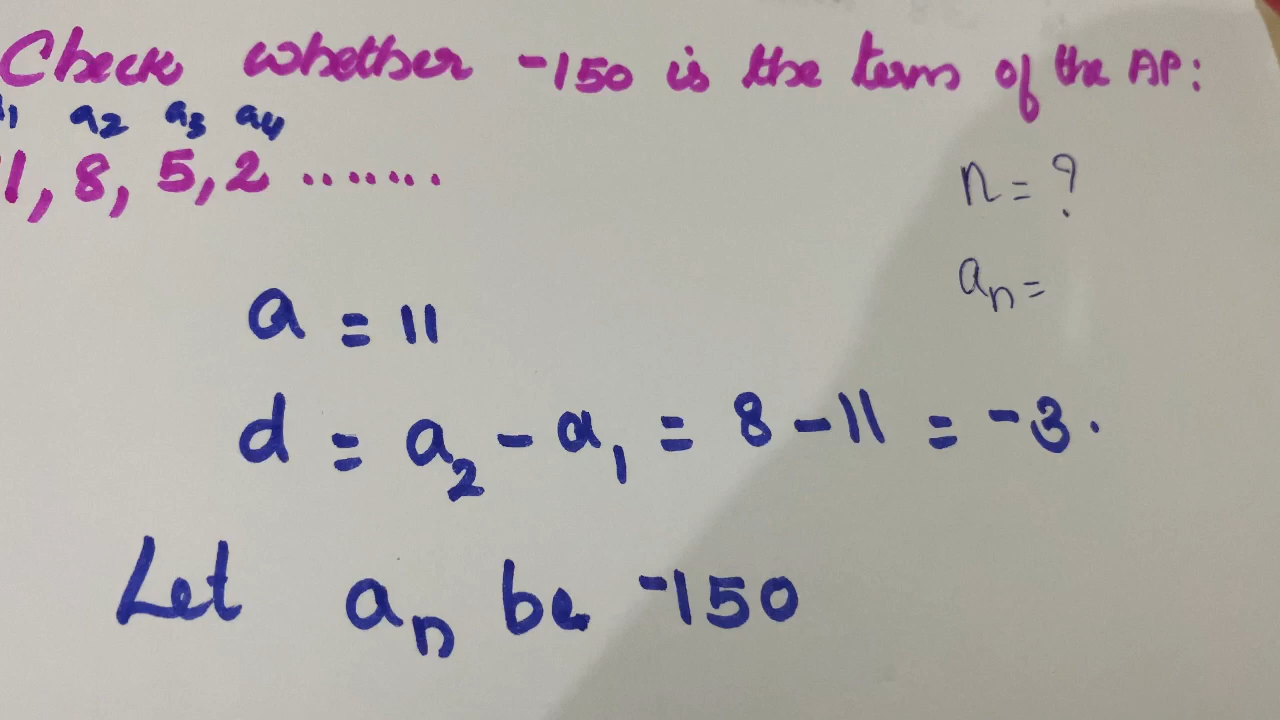 Check whether -150 is the term of the AP:
a2 a3 a4
1, 8, 5, 2 .......
n = ?
an =
a = 11
d = a2 - a1 = 8 - 11 = -3.
Let an be -150